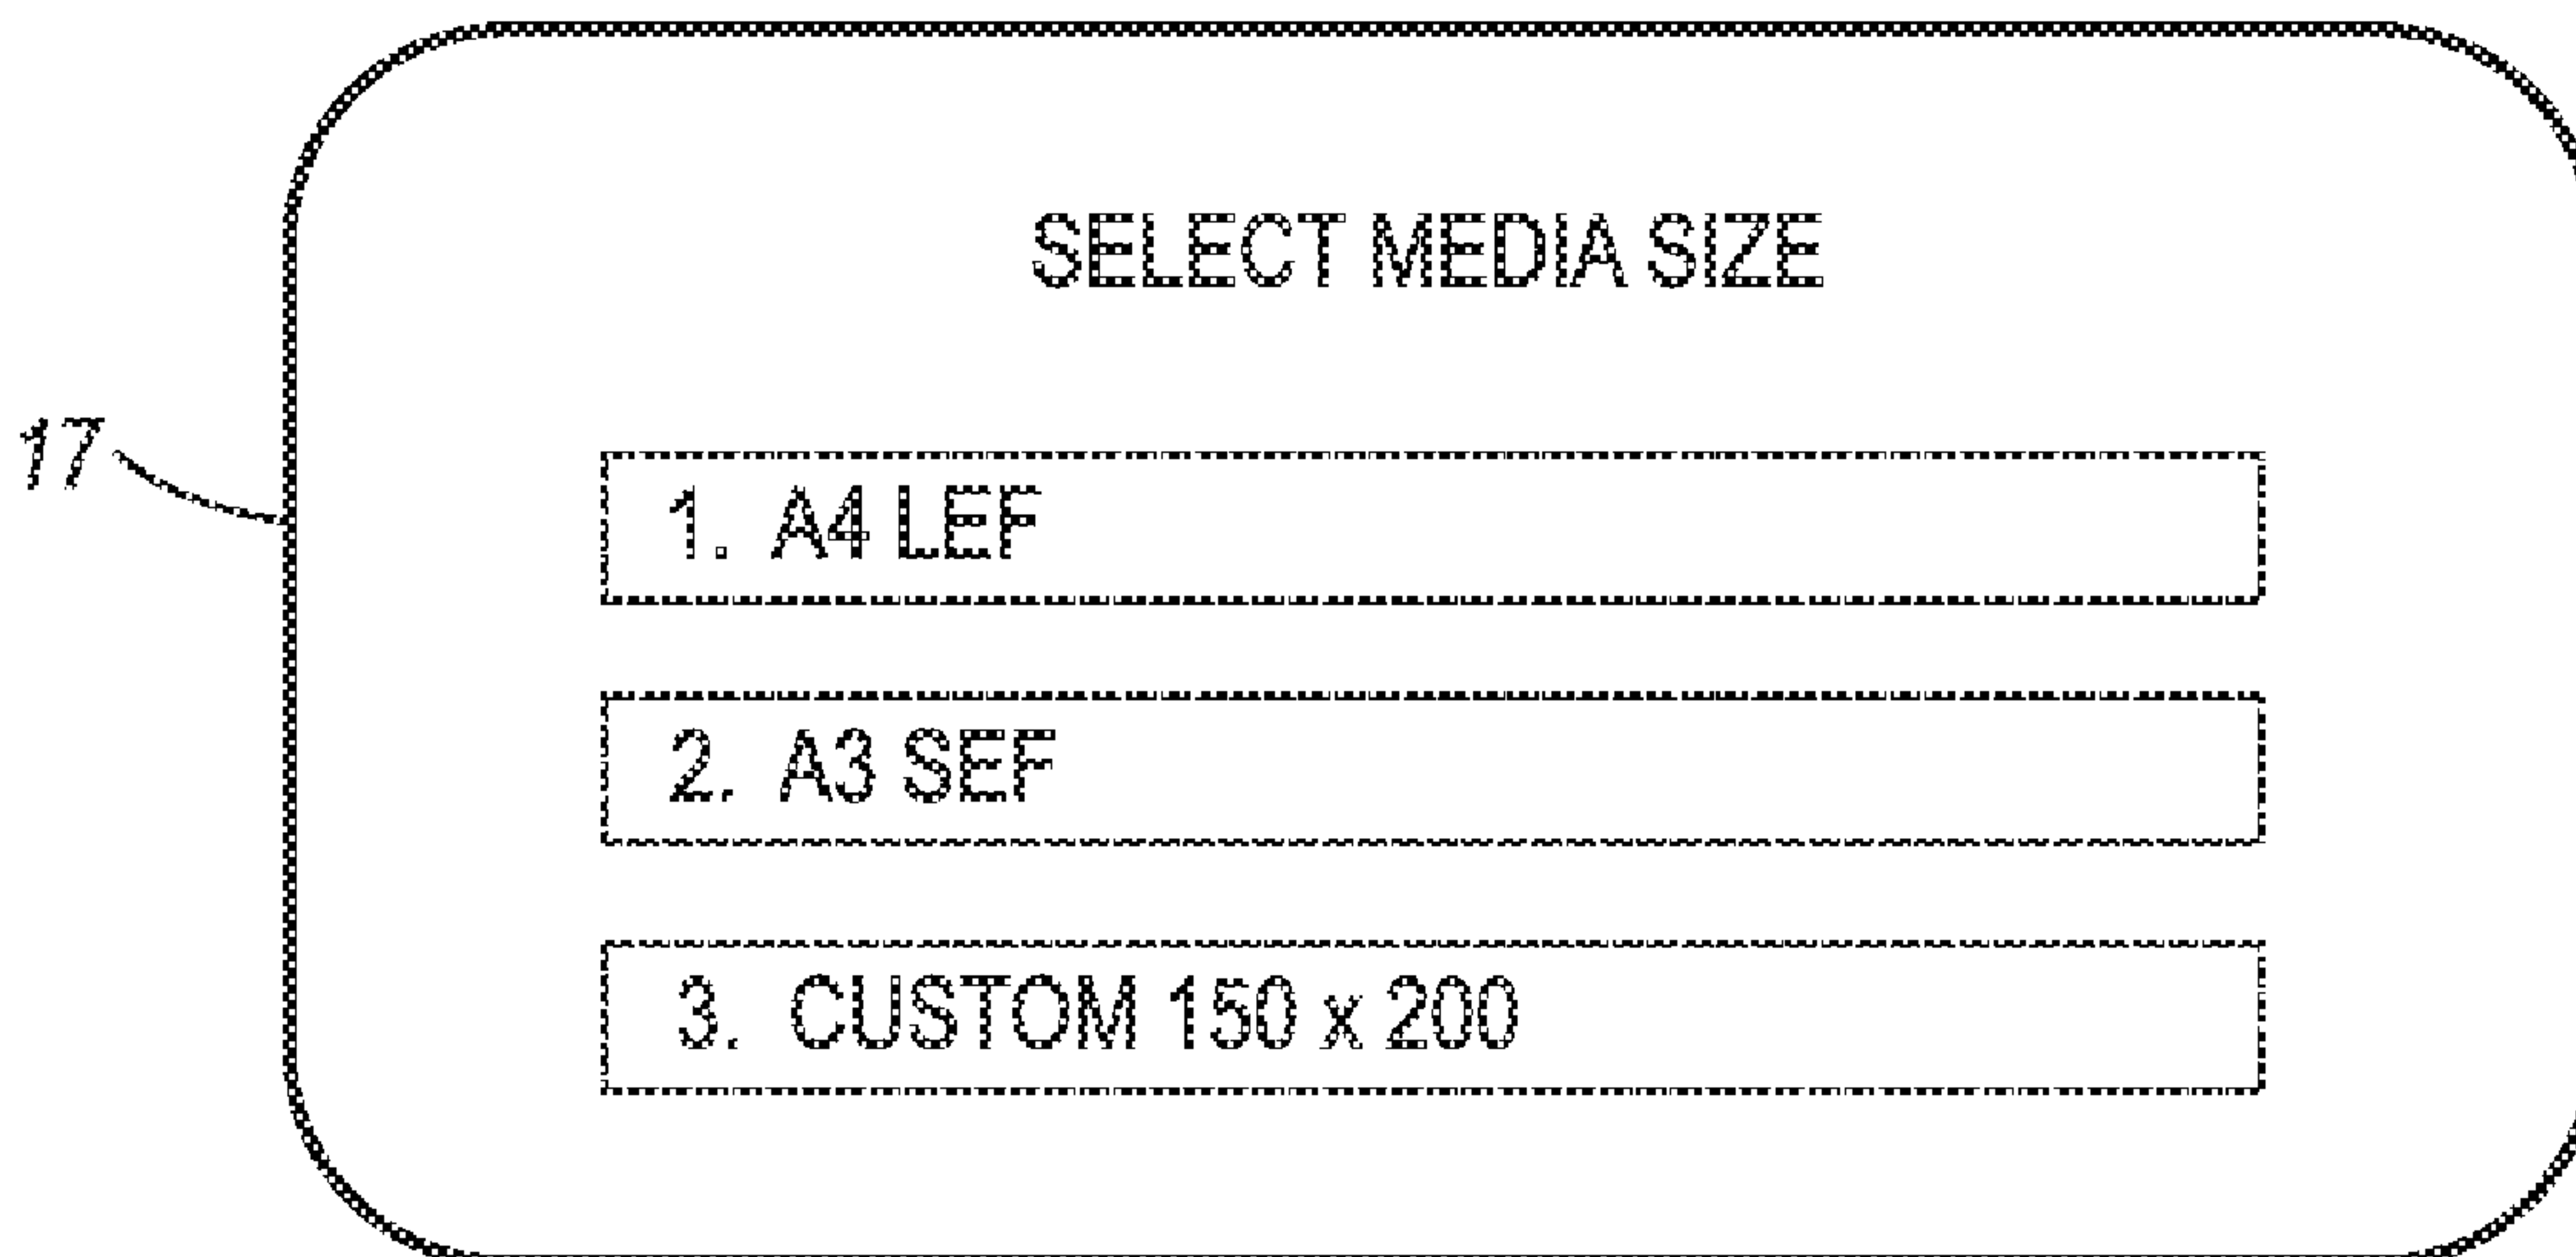 SELECT MEDIA SIZE
17
1. A4 LEF
2. A3 SEF
3. CUSTOM 150 x 200